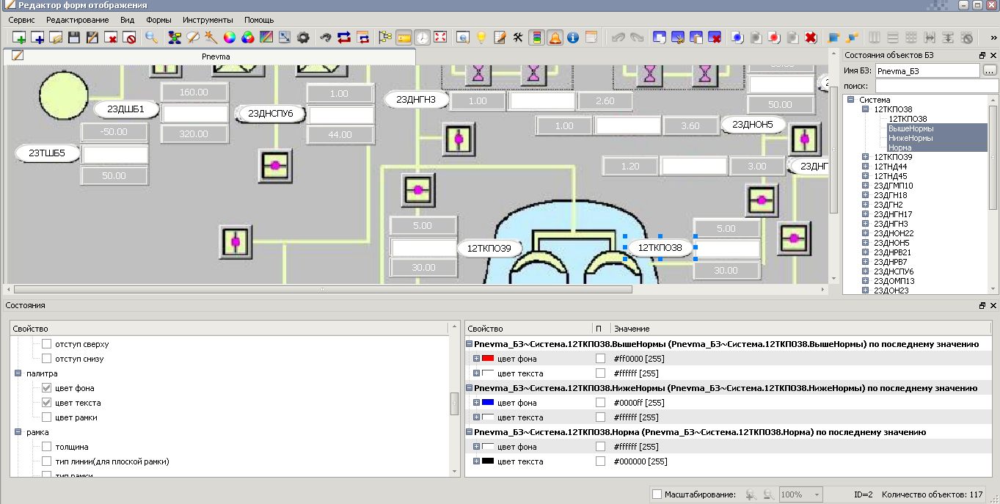 Редактор форм отображения
Сервис Редактирование Вид Формы Инструменты Помощь
Pnevma
Состояния объектов БЗ
Имя БЗ: Pnevma_БЗ ...
поиск:
Система
12ТКПО38
12ТКПО38
ВышеНормы
НижеНормы
Норма
12ТКПО39
12ТНД44
12ТНД45
23ДГМП10
23ДГН18
23ДГН2
23ДНГН17
23ДНГН3
23ДНОН22
23ДНОН5
23ДНРВ21
23ДНРВ7
23ДНСПУ6
23ДОМП13
23ДОН23
160.00
1.00
23ДНГН3 1.00 2.60
50.00
23ДШБ1
23ДНСПУ6
-50.00 320.00 44.00
1.00 3.60 23ДНОН5
23ТШБ5
50.00
1.20 3.00 23ДНГ
5.00
12ТКПО39
30.00
5.00
12ТКПО38
30.00
Состояния
Свойство
отступ сверху
отступ снизу
палитра
цвет фона
цвет текста
цвет рамки
рамка
толщина
тип линии(для плоской рамки)
тип рамки
Свойство П Значение
Pnevma_БЗ~Система.12ТКПО38.ВышеНормы (Pnevma_БЗ~Система.12ТКПО38.ВышеНормы) по последнему значению
цвет фона #ff0000 [255]
цвет текста #ffffff [255]
Pnevma_БЗ~Система.12ТКПО38.НижеНормы (Pnevma_БЗ~Система.12ТКПО38.НижеНормы) по последнему значению
цвет фона #0000ff [255]
цвет текста #ffffff [255]
Pnevma_БЗ~Система.12ТКПО38.Норма (Pnevma_БЗ~Система.12ТКПО38.Норма) по последнему значению
цвет фона #ffffff [255]
цвет текста #000000 [255]
Масштабирование: 100% ID=2 Количество объектов: 117